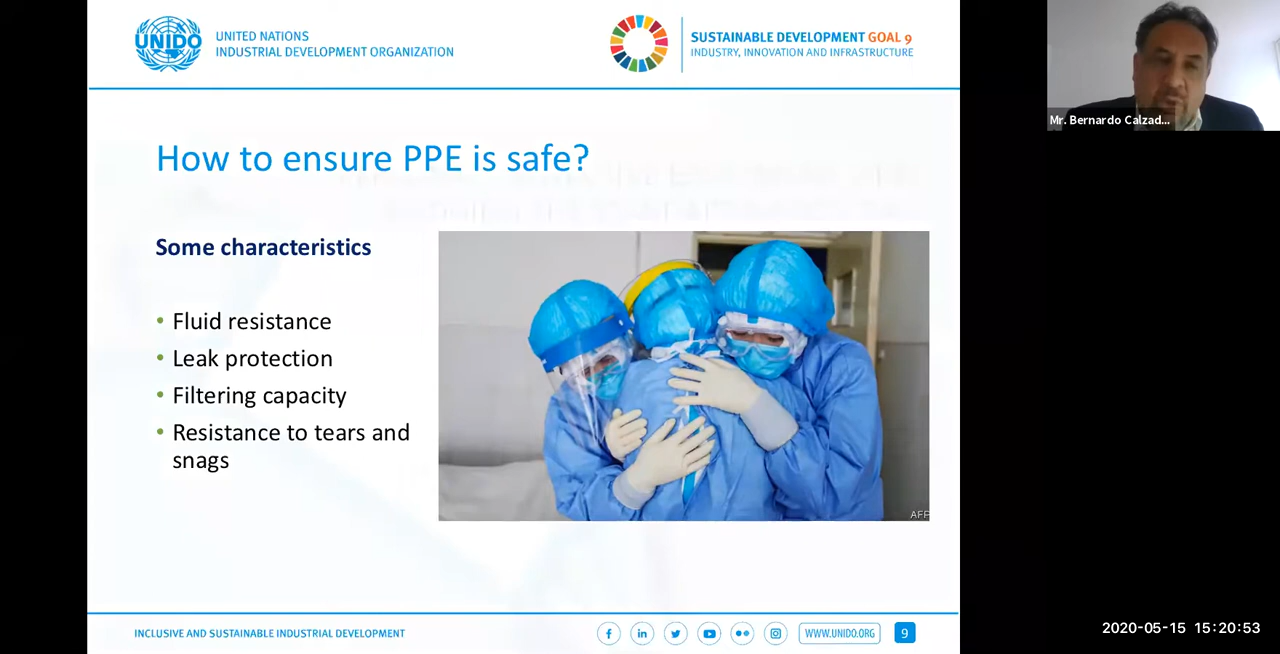 UNIDO
UNITED NATIONS
INDUSTRIAL DEVELOPMENT ORGANIZATION
SUSTAINABLE DEVELOPMENT GOAL 9
INDUSTRY, INNOVATION AND INFRASTRUCTURE
Mr. Bernardo Calzad...
How to ensure PPE is safe?
Some characteristics
• Fluid resistance
• Leak protection
• Filtering capacity
• Resistance to tears and
snags
AFP
INCLUSIVE AND SUSTAINABLE INDUSTRIAL DEVELOPMENT
WWW.UNIDO.ORG
9
2020-05-15 15:20:53